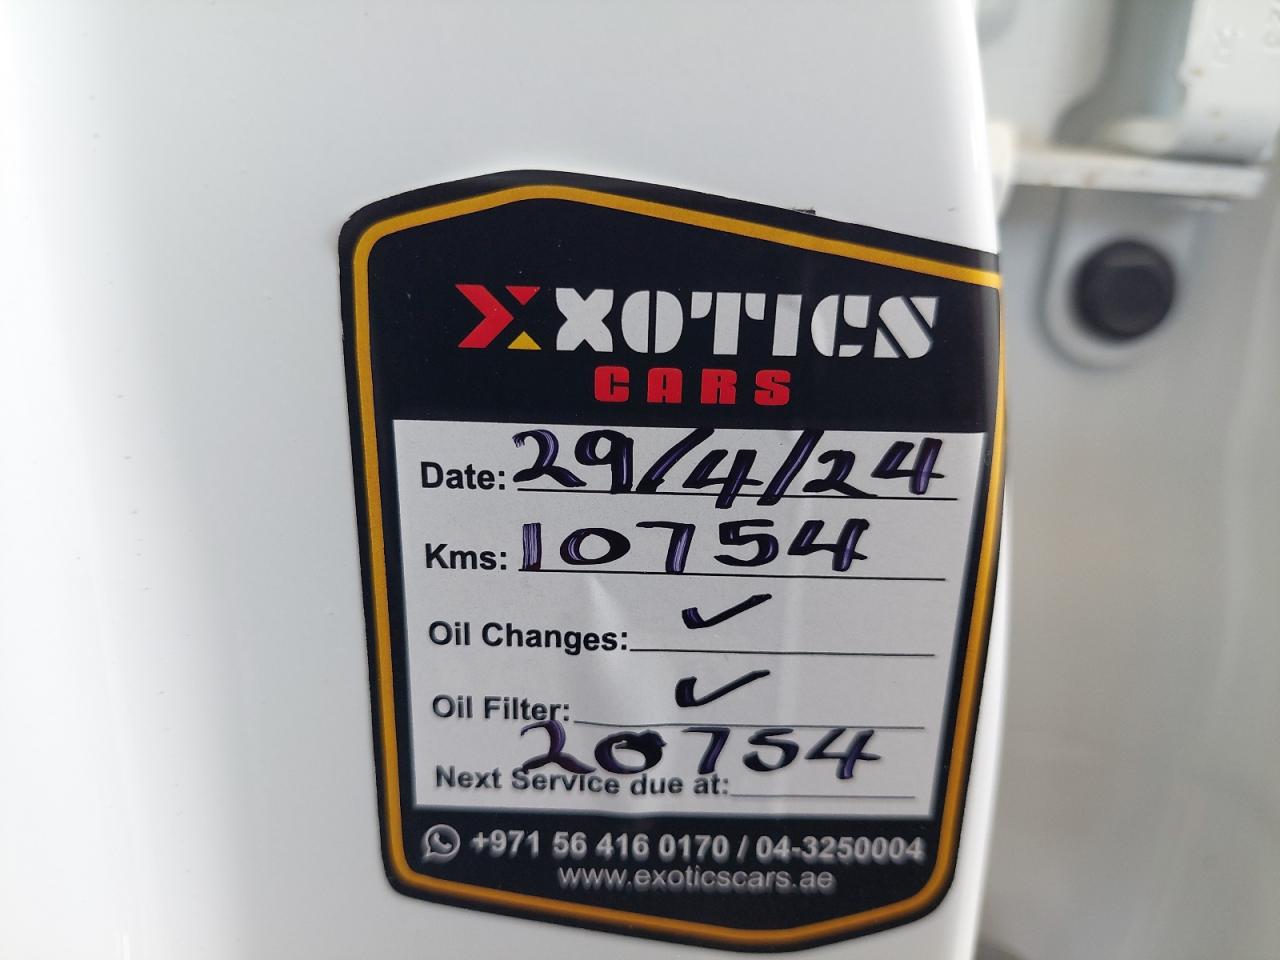 EXOTICS
CARS
Date: 29/4/24
Kms: 10754
Oil Changes: ✓
Oil Filter: ✓
20754
Next Service due at:
+971 56 416 0170 / 04-3250004
www.exoticscars.ae